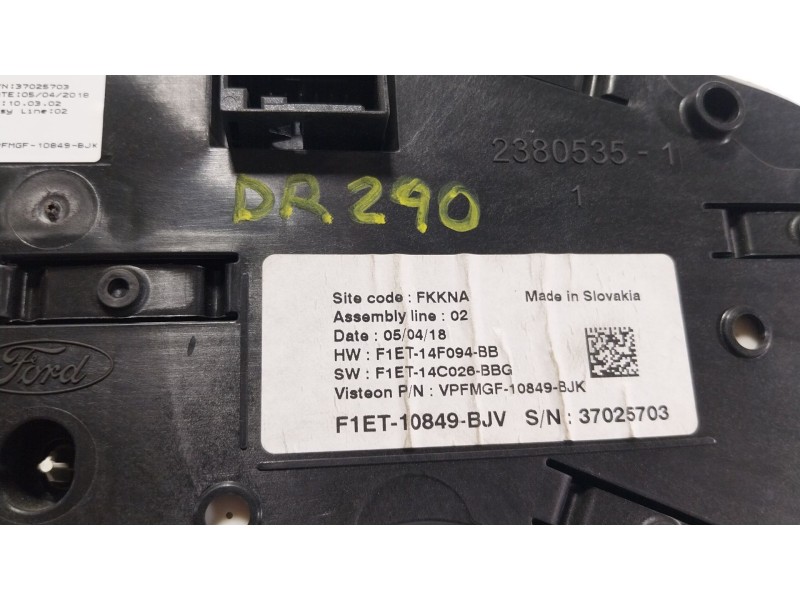 N:37025703
TE:05/04/2018
:10.03.02
Line:02
PFMGF-10849-BJK
2380535-1
1
DR290
Site code : FKKNA Made in Slovakia
Assembly line : 02
Date : 05/04/18
HW : F1ET-14F094-BB
SW : F1ET-14C026-BBG
Visteon P/N : VPFMGF-10849-BJK
F1ET-10849-BJV S/N : 37025703
Ford